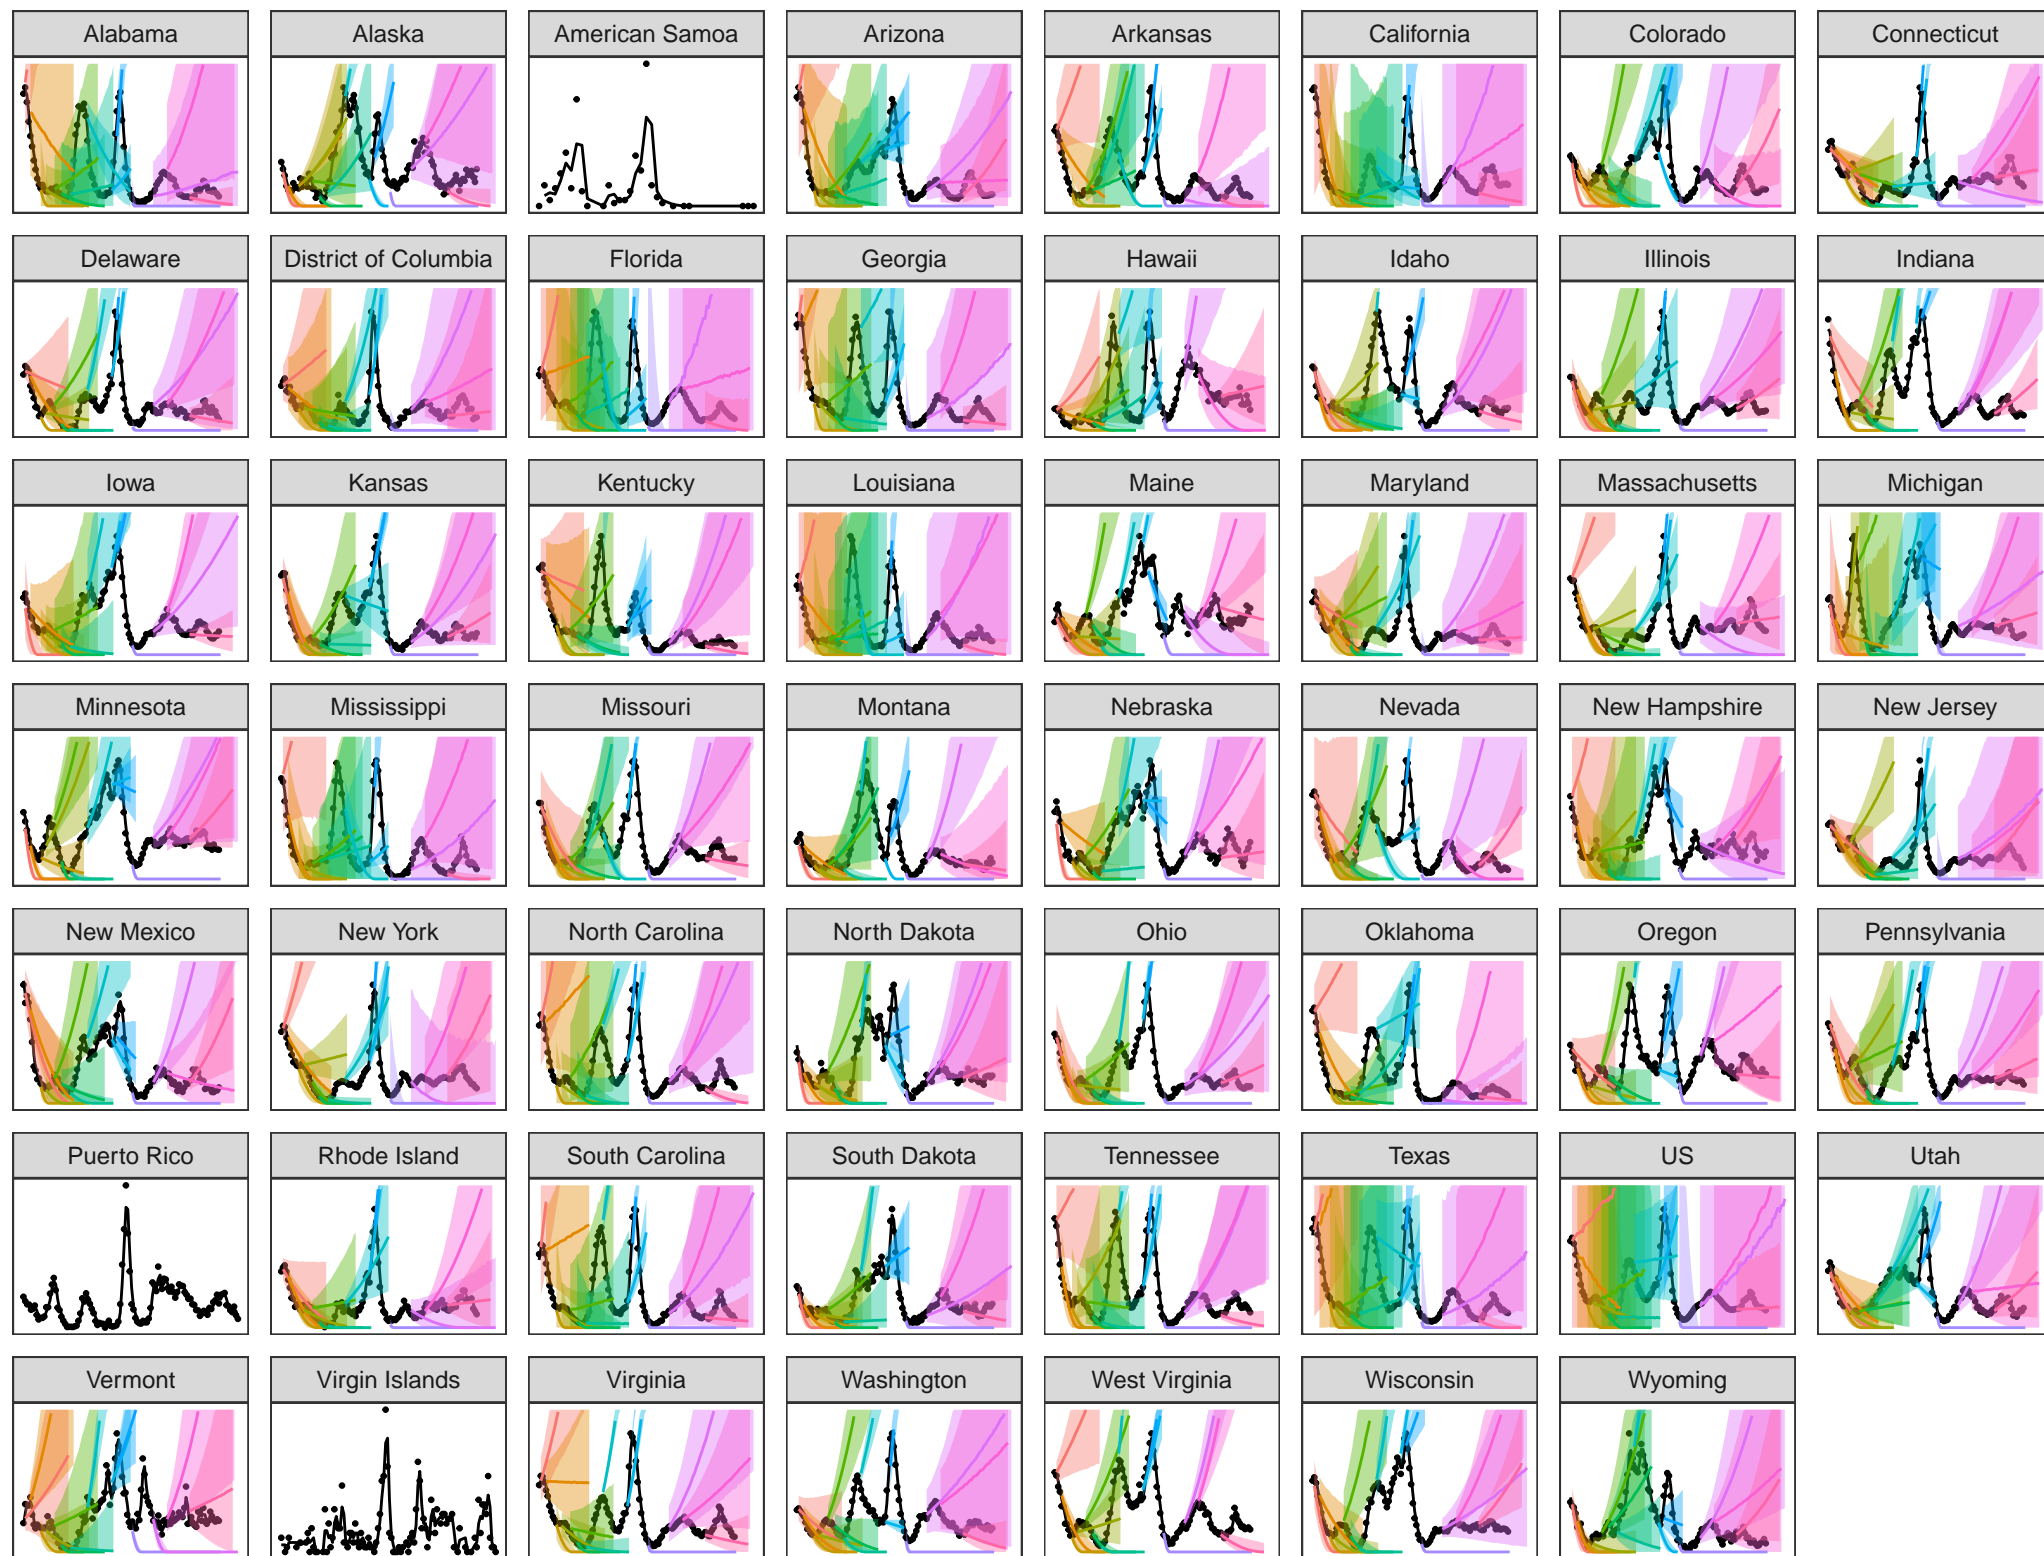 Alabama
Alaska
American Samoa
Arizona
Arkansas
California
Colorado
Connecticut
Delaware
District of Columbia
Florida
Georgia
Hawaii
Idaho
Illinois
Indiana
Iowa
Kansas
Kentucky
Louisiana
Maine
Maryland
Massachusetts
Michigan
Minnesota
Mississippi
Missouri
Montana
Nebraska
Nevada
New Hampshire
New Jersey
New Mexico
New York
North Carolina
North Dakota
Ohio
Oklahoma
Oregon
Pennsylvania
Puerto Rico
Rhode Island
South Carolina
South Dakota
Tennessee
Texas
US
Utah
Vermont
Virgin Islands
Virginia
Washington
West Virginia
Wisconsin
Wyoming